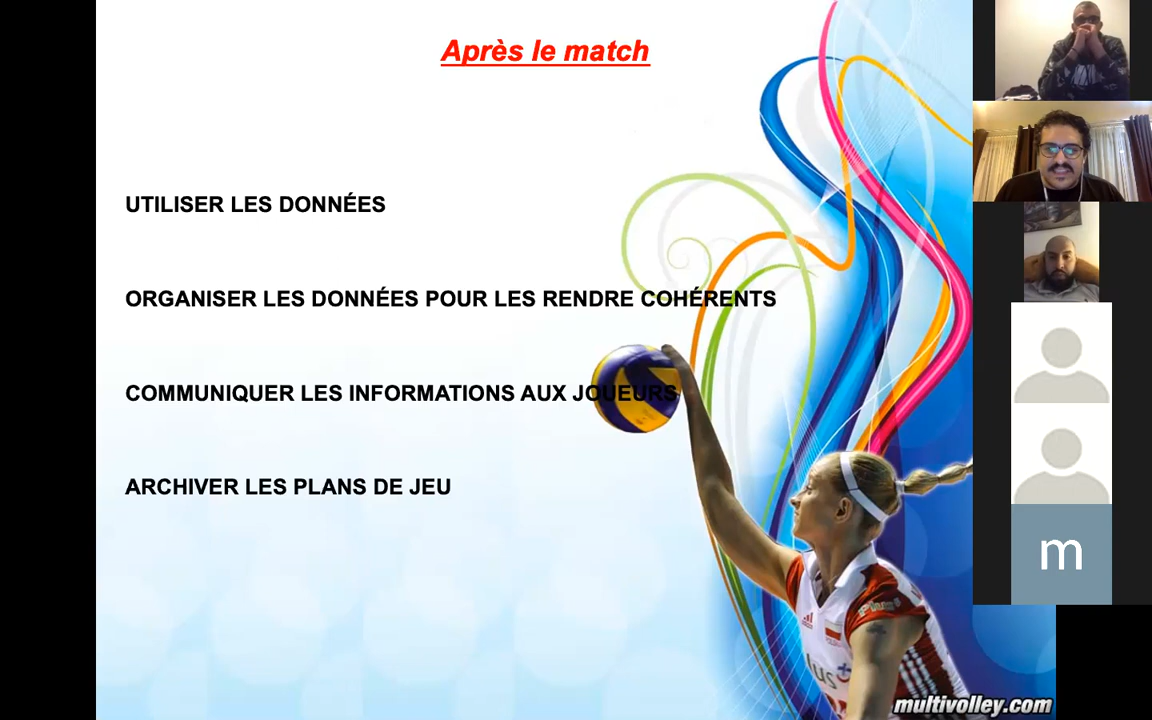 Après le match
UTILISER LES DONNÉES
ORGANISER LES DONNÉES POUR LES RENDRE COHÉRENTS
COMMUNIQUER LES INFORMATIONS AUX JOUEURS
ARCHIVER LES PLANS DE JEU
m
Plus
multivolley.com